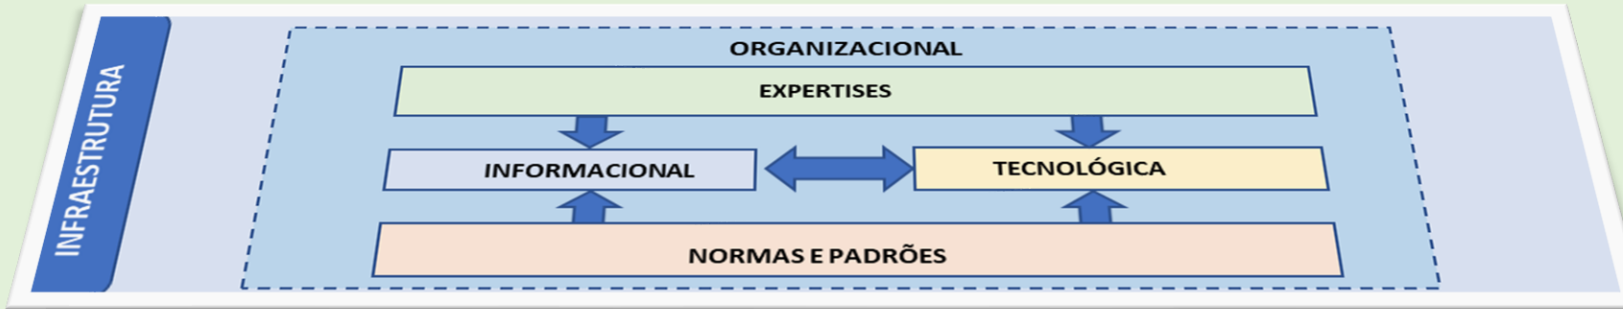 INFRAESTRUTURA
ORGANIZACIONAL
EXPERTISES
INFORMACIONAL
TECNOLÓGICA
NORMAS E PADRÕES